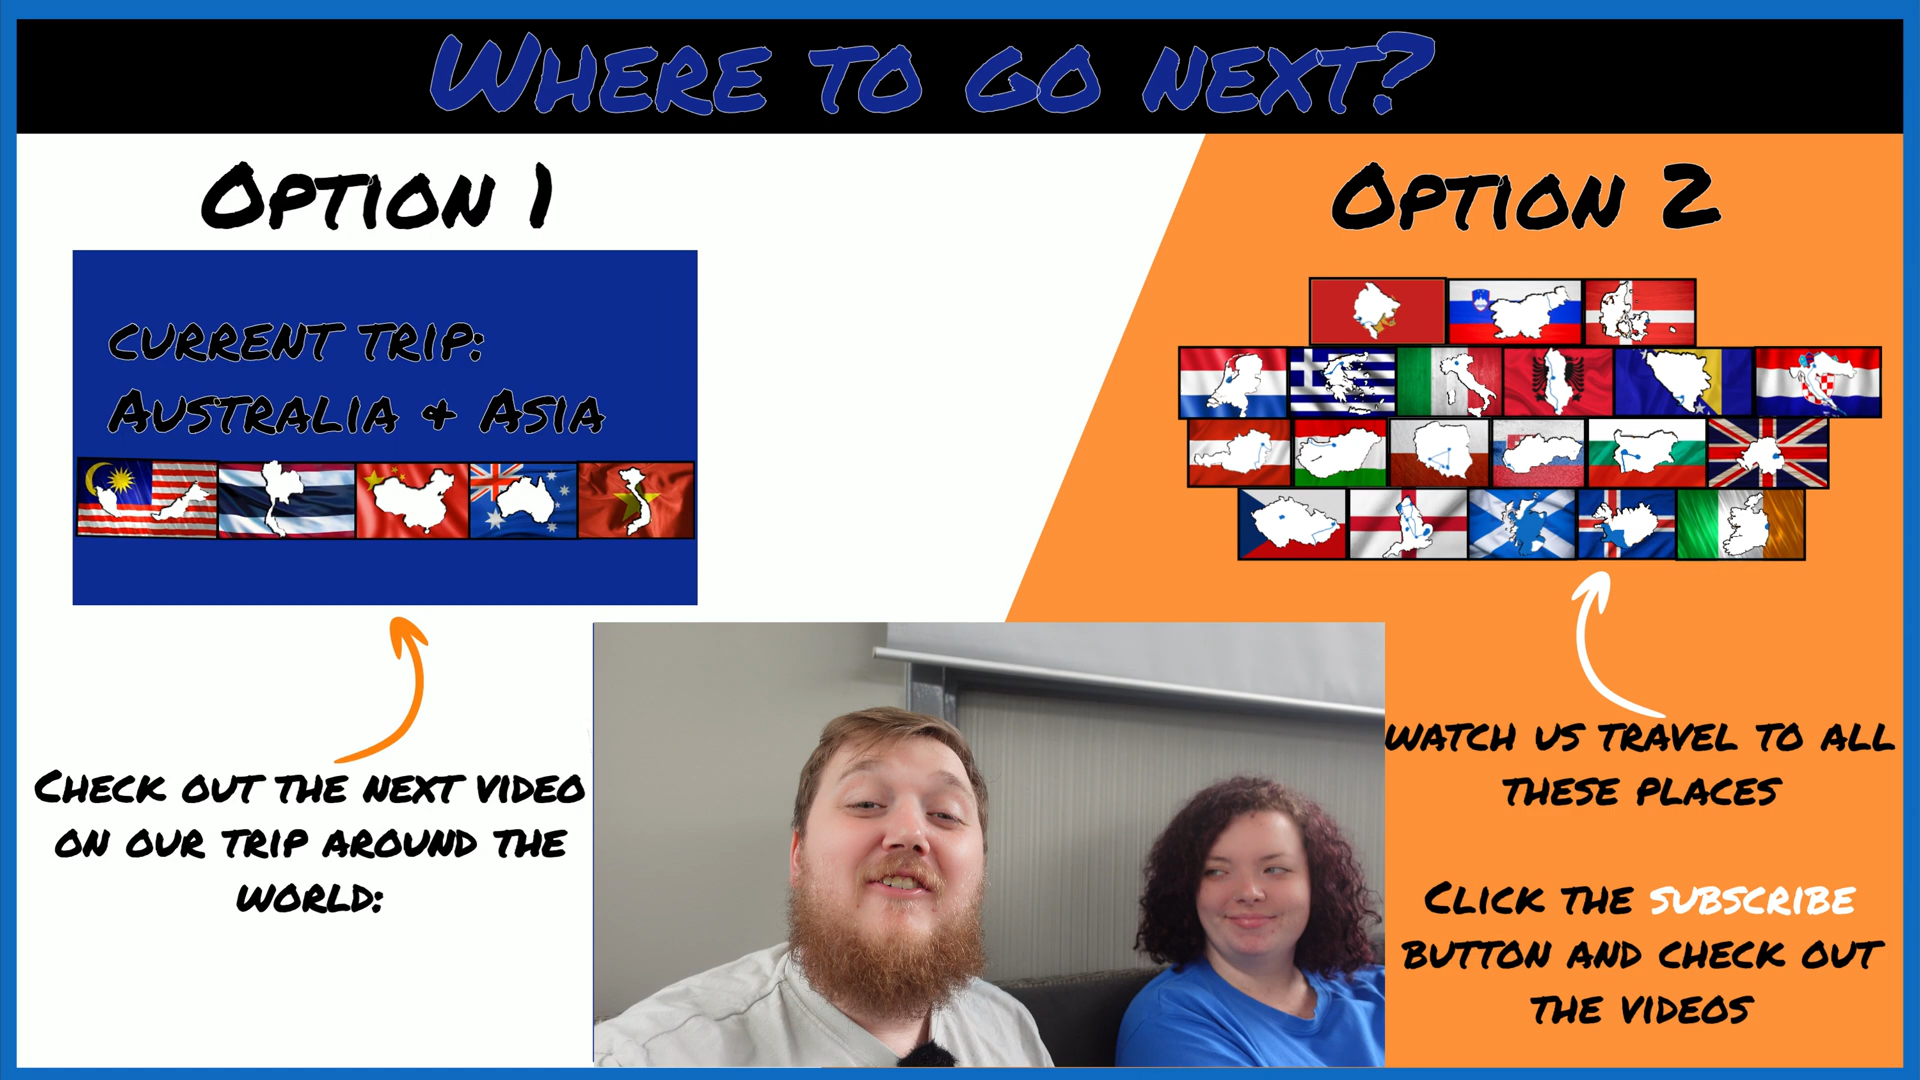 Where to go next?
Option 1
current trip:
Australia & Asia
Check out the next video
on our trip around the
world:
Option 2
watch us travel to all
these places
Click the subscribe
button and check out
the videos